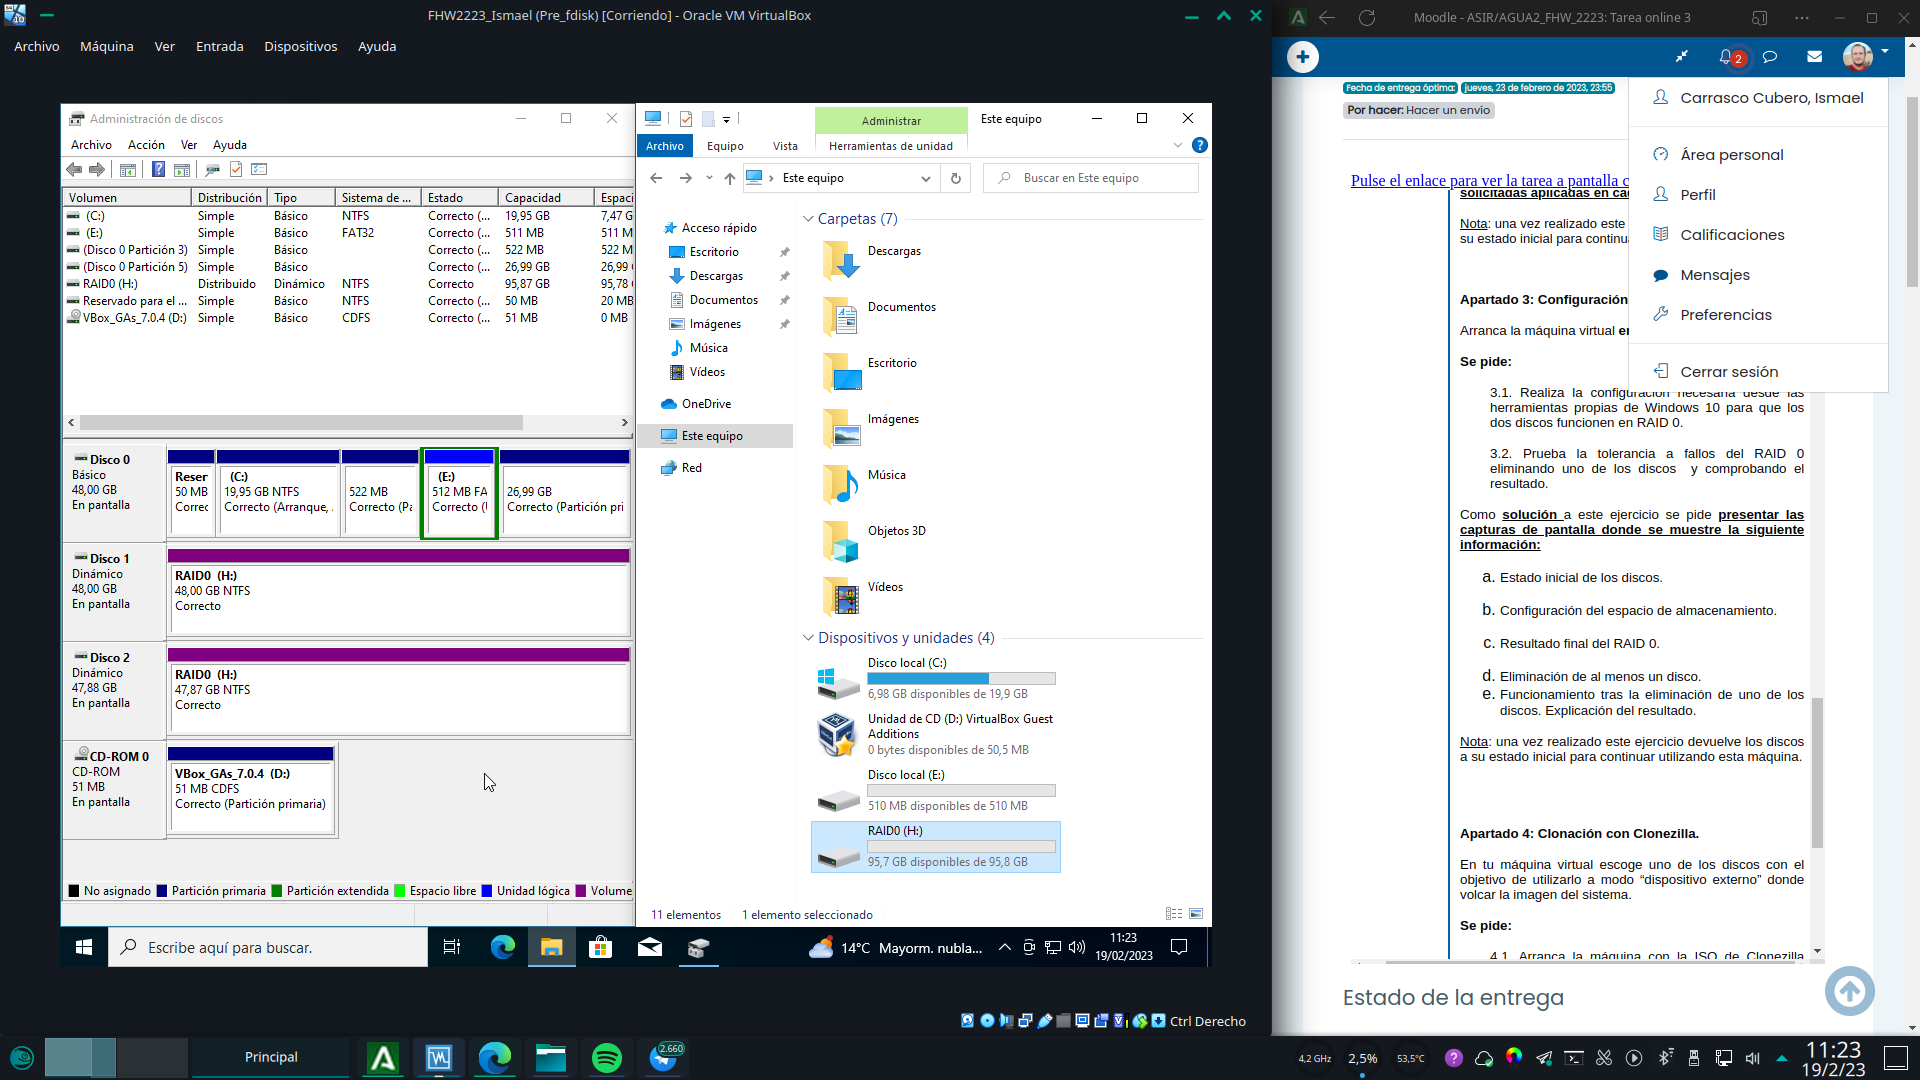 FHW2223_Ismael (Pre_fdisk) [Corriendo] - Oracle VM VirtualBox
Archivo Máquina Ver Entrada Dispositivos Ayuda
Administración de discos
Archivo Acción Ver Ayuda
Volumen Distribución Tipo Sistema de ... Estado Capacidad Espaci
(C:) Simple Básico NTFS Correcto (... 19,95 GB 7,47 G
(E:) Simple Básico FAT32 Correcto (... 511 MB 511 M
(Disco 0 Partición 3) Simple Básico Correcto (... 522 MB 522 M
(Disco 0 Partición 5) Simple Básico Correcto (... 26,99 GB 26,99
RAID0 (H:) Distribuido Dinámico NTFS Correcto 95,87 GB 95,78
Reservado para el ... Simple Básico NTFS Correcto (... 50 MB 20 MB
VBox_GAs_7.0.4 (D:) Simple Básico CDFS Correcto (... 51 MB 0 MB
Disco 0
Básico
48,00 GB
En pantalla
Reser
50 MB
Correc
(C:)
19,95 GB NTFS
Correcto (Arranque, .
522 MB
Correcto (Pa
(E:)
512 MB FA
Correcto (
26,99 GB
Correcto (Partición pri
Disco 1
Dinámico
48,00 GB
En pantalla
RAID0 (H:)
48,00 GB NTFS
Correcto
Disco 2
Dinámico
47,88 GB
En pantalla
RAID0 (H:)
47,87 GB NTFS
Correcto
CD-ROM 0
CD-ROM
51 MB
En pantalla
VBox_GAs_7.0.4 (D:)
51 MB CDFS
Correcto (Partición primaria)
No asignado Partición primaria Partición extendida Espacio libre Unidad lógica Volume
Administrar
Este equipo
Archivo Equipo Vista Herramientas de unidad
Este equipo
Buscar en Este equipo
Acceso rápido
Escritorio
Descargas
Documentos
Imágenes
Música
Vídeos
OneDrive
Este equipo
Red
Carpetas (7)
Descargas
Documentos
Escritorio
Imágenes
Música
Objetos 3D
Vídeos
Dispositivos y unidades (4)
Disco local (C:)
6,98 GB disponibles de 19,9 GB
Unidad de CD (D:) VirtualBox Guest
Additions
0 bytes disponibles de 50,5 MB
Disco local (E:)
510 MB disponibles de 510 MB
RAID0 (H:)
95,7 GB disponibles de 95,8 GB
11 elementos 1 elemento seleccionado
Escribe aquí para buscar.
14°C Mayorm. nubla...
11:23
19/02/2023
Ctrl Derecho
Moodle - ASIR/AGUA2_FHW_2223: Tarea online 3
2
Fecha de entrega óptima: jueves, 23 de febrero de 2023, 23:55
Por hacer: Hacer un envío
Carrasco Cubero, Ismael
Área personal
Perfil
Calificaciones
Mensajes
Preferencias
Cerrar sesión
Pulse el enlace para ver la tarea a pantalla c
solicitadas aplicadas en ca
Nota: una vez realizado este
su estado inicial para continua
Apartado 3: Configuración
Arranca la máquina virtual en
Se pide:
3.1. Realiza la configuración necesaria desde las
herramientas propias de Windows 10 para que los
dos discos funcionen en RAID 0.
3.2. Prueba la tolerancia a fallos del RAID 0
eliminando uno de los discos y comprobando el
resultado.
Como solución a este ejercicio se pide presentar las
capturas de pantalla donde se muestre la siguiente
información:
a. Estado inicial de los discos.
b. Configuración del espacio de almacenamiento.
c. Resultado final del RAID 0.
d. Eliminación de al menos un disco.
e. Funcionamiento tras la eliminación de uno de los
discos. Explicación del resultado.
Nota: una vez realizado este ejercicio devuelve los discos
a su estado inicial para continuar utilizando esta máquina.
Apartado 4: Clonación con Clonezilla.
En tu máquina virtual escoge uno de los discos con el
objetivo de utilizarlo a modo “dispositivo externo” donde
volcar la imagen del sistema.
Se pide:
4.1. Arranca la máquina con la ISO de Clonezilla
Estado de la entrega
Principal
2.660
4,2 GHz 2,5% 53,5°C
11:23
19/2/23